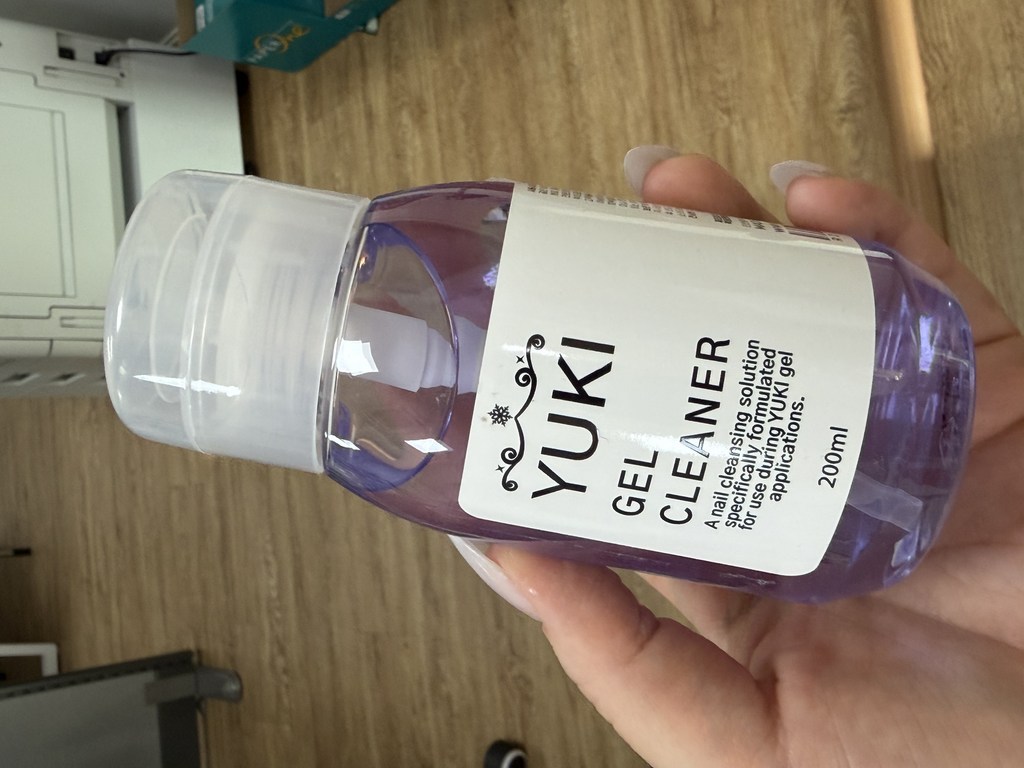 YUKI
GEL
CLEANER
A nail cleansing solution
specifically formulated
for use during YUKI gel
applications.
200ml